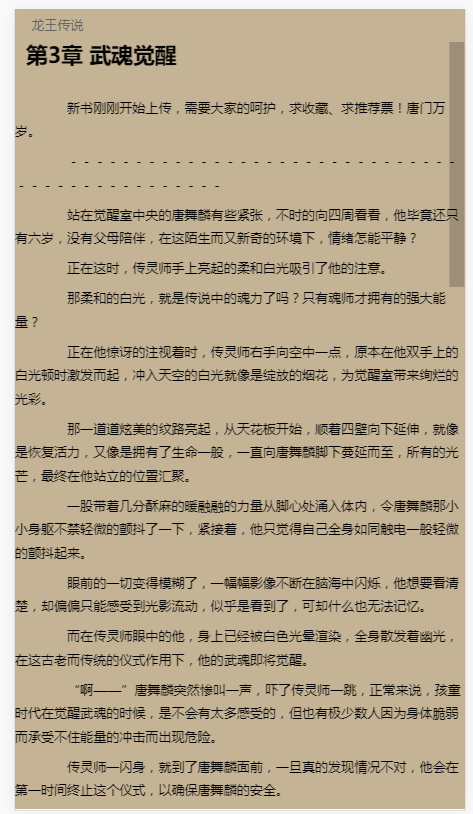 龙王传说
第3章 武魂觉醒
新书刚刚开始上传，需要大家的呵护，求收藏、求推荐票！唐门万
岁。
- - - - - - - - - - - - - - - - - - - - - - - - - - - - - -
- - - - - - - - - - - - - - - -
站在觉醒室中央的唐舞麟有些紧张，不时的向四周看看，他毕竟还只
有六岁，没有父母陪伴，在这陌生而又新奇的环境下，情绪怎能平静？
正在这时，传灵师手上亮起的柔和白光吸引了他的注意。
那柔和的白光，就是传说中的魂力了吗？只有魂师才拥有的强大能
量？
正在他惊讶的注视着时，传灵师右手向空中一点，原本在他双手上的
白光顿时激发而起，冲入天空的白光就像是绽放的烟花，为觉醒室带来绚烂的
光彩。
那一道道炫美的纹路亮起，从天花板开始，顺着四壁向下延伸，就像
是恢复活力，又像是拥有了生命一般，一直向唐舞麟脚下蔓延而至，所有的光
芒，最终在他站立的位置汇聚。
一股带着几分酥麻的暖融融的力量从脚心处涌入体内，令唐舞麟那小
小身躯不禁轻微的颤抖了一下，紧接着，他只觉得自己全身如同触电一般轻微
的颤抖起来。
眼前的一切变得模糊了，一幅幅影像不断在脑海中闪烁，他想要看清
楚，却偏偏只能感受到光影流动，似乎是看到了，可却什么也无法记忆。
而在传灵师眼中的他，身上已经被白色光晕渲染，全身散发着幽光，
在这古老而传统的仪式作用下，他的武魂即将觉醒。
“啊——”唐舞麟突然惨叫一声，吓了传灵师一跳，正常来说，孩童
时代在觉醒武魂的时候，是不会有太多感受的，但也有极少数人因为身体脆弱
而承受不住能量的冲击而出现危险。
传灵师一闪身，就到了唐舞麟面前，一旦真的发现情况不对，他会在
第一时间终止这个仪式，以确保唐舞麟的安全。